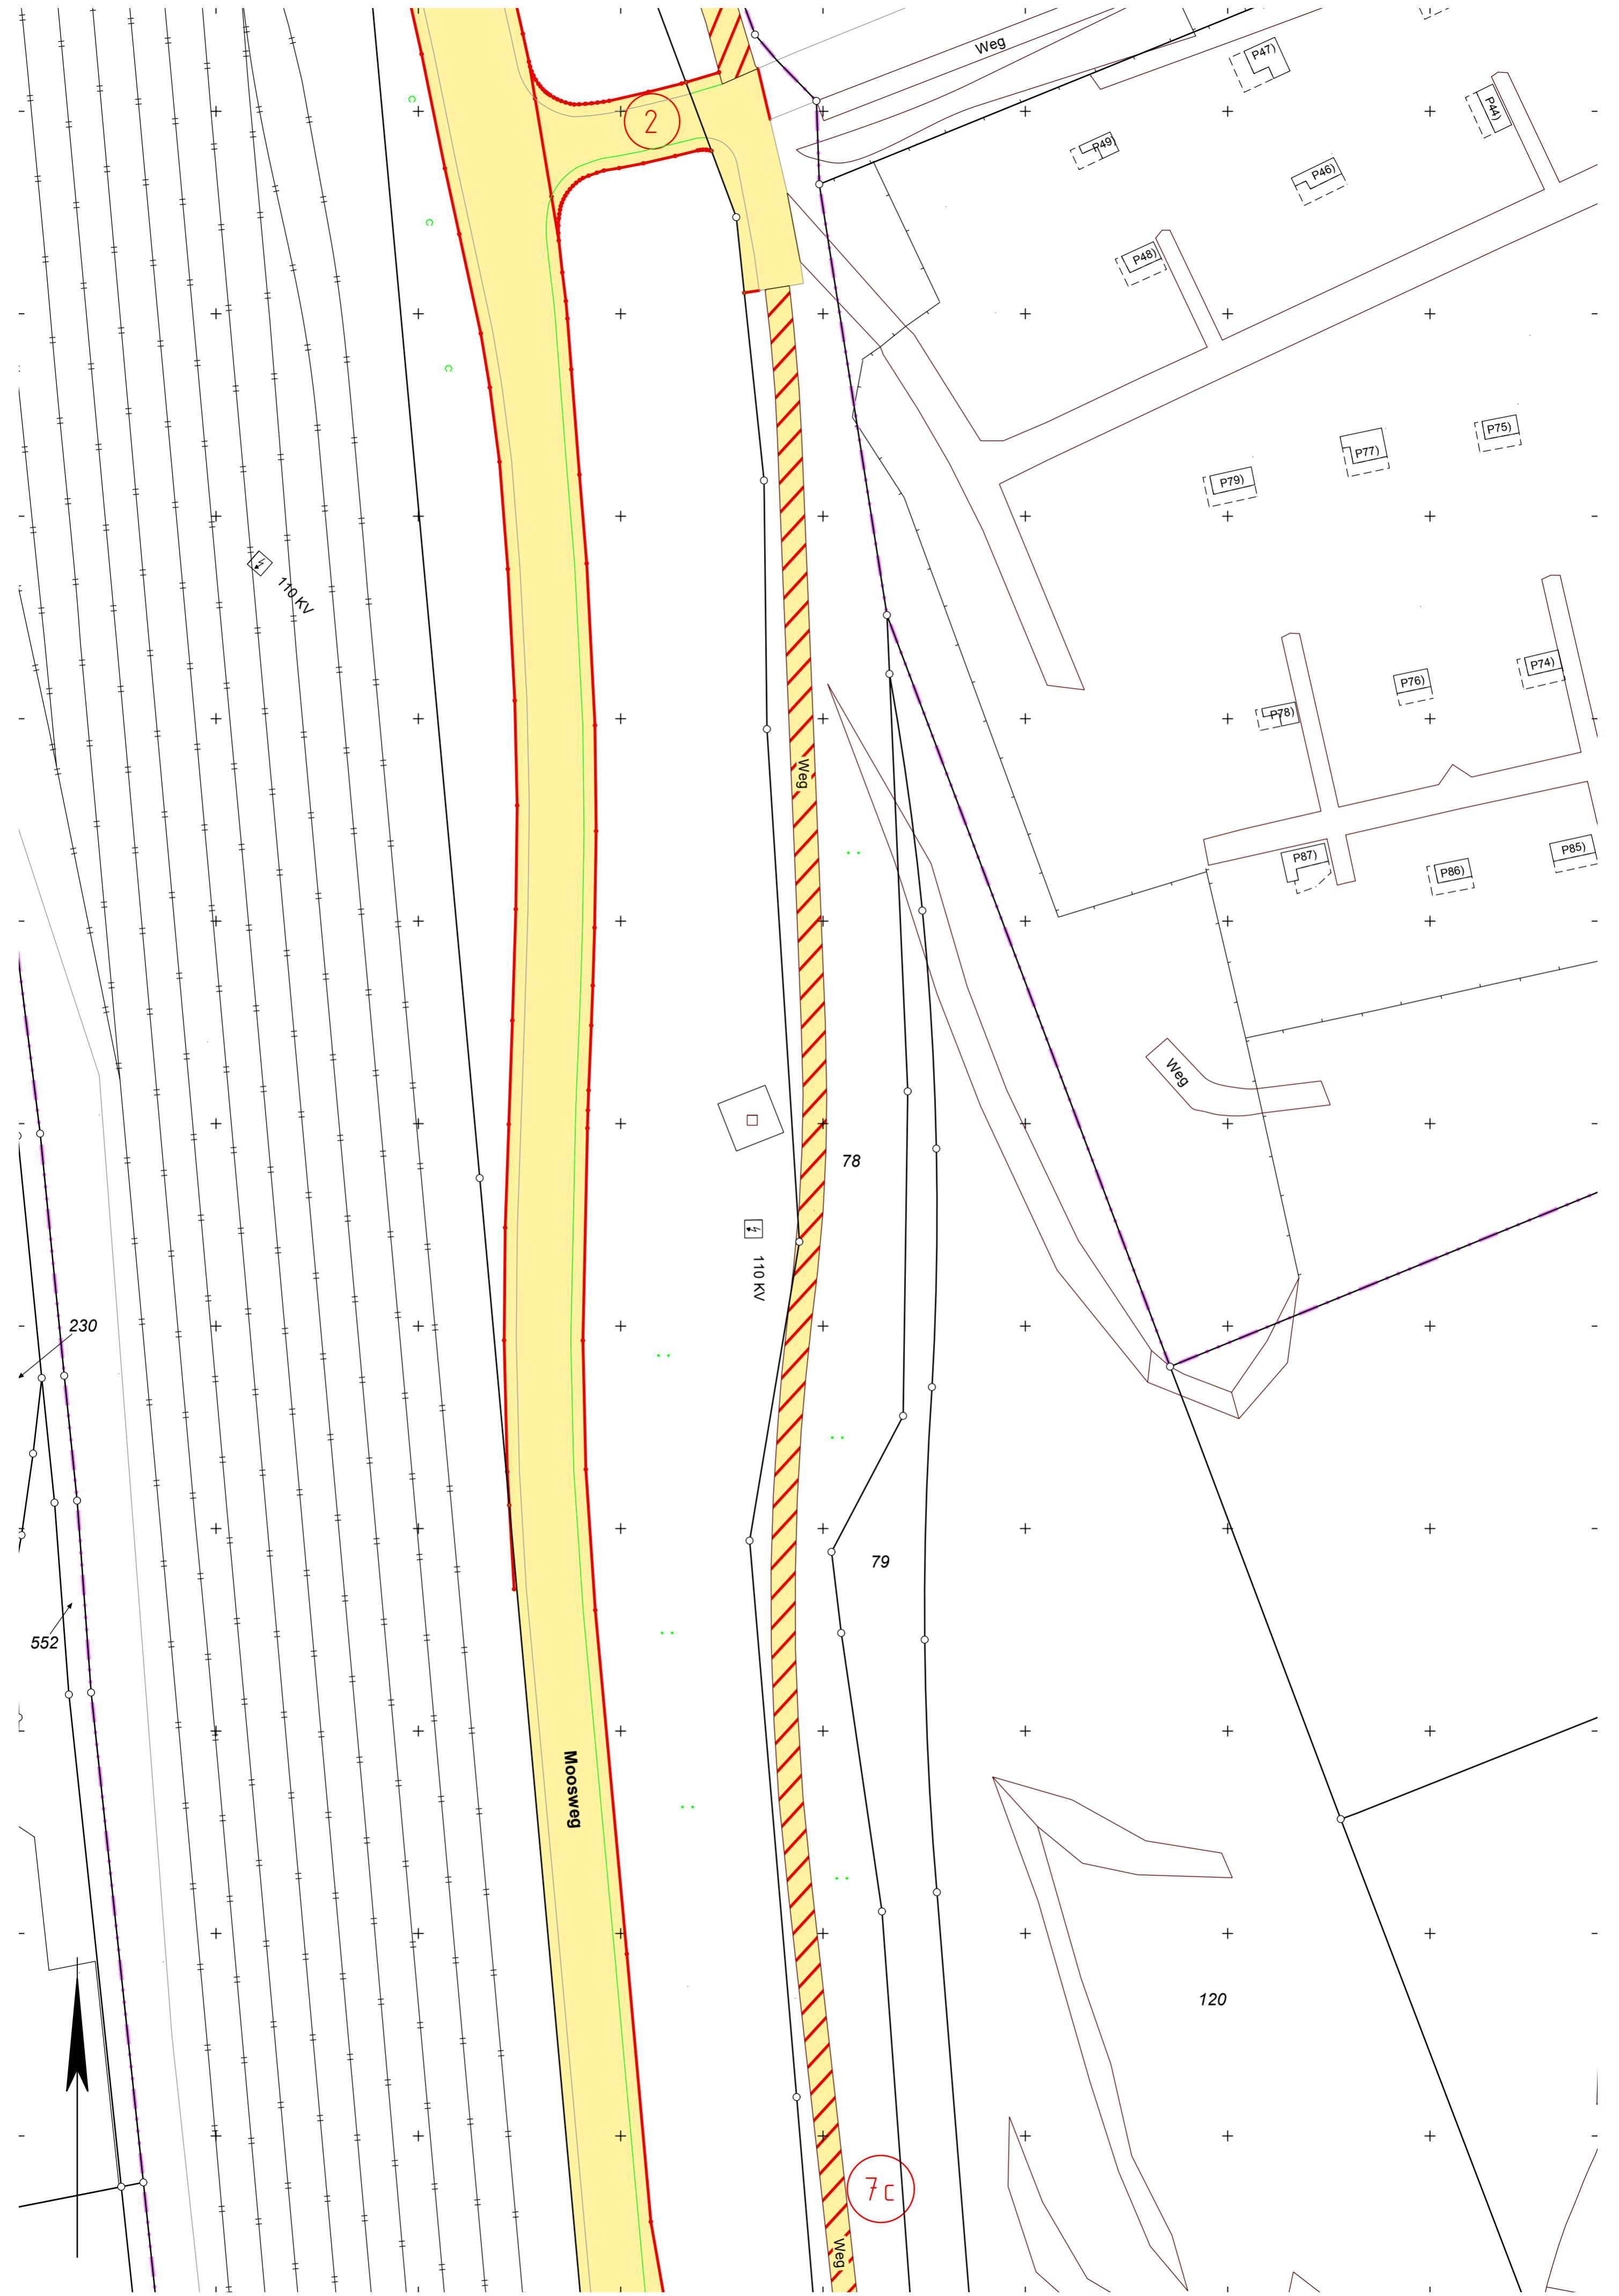 Weg
P47)
P44)
2
P49)
P46)
P48)
P75)
P77)
P79)
110 KV
P74)
P76)
P78)
Weg
P85)
P87)
P86)
Weg
78
110 KV
230
79
552
Moosweg
120
7c
Weg